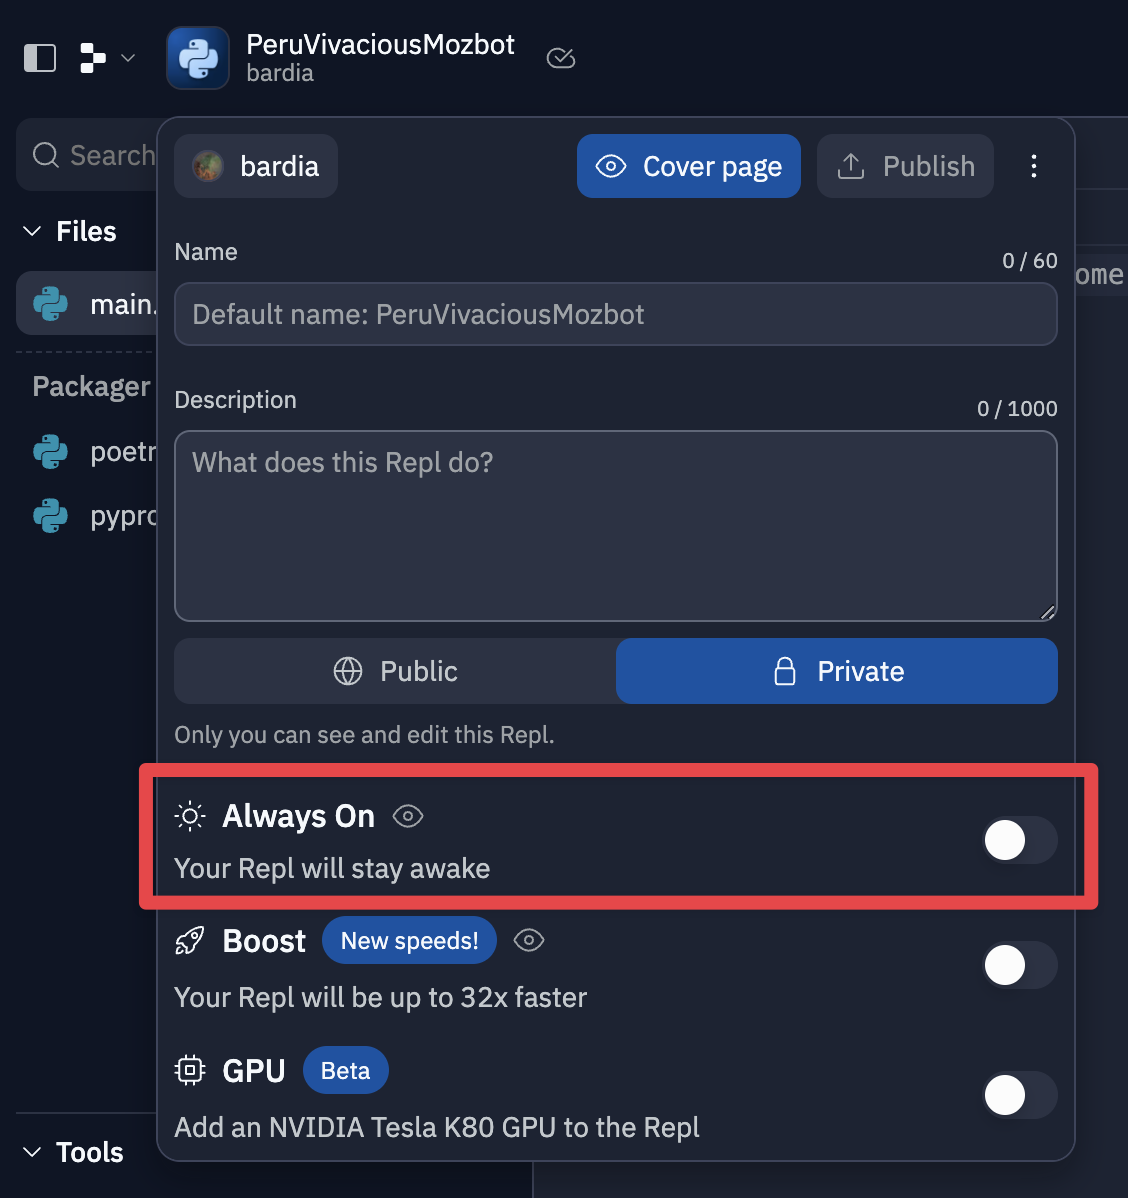 PeruVivaciousMozbot
bardia
Search
bardia
Cover page
Publish
Files
Name
0 / 60
ome
main.
Default name: PeruVivaciousMozbot
Packager
Description
0 / 1000
poetr
What does this Repl do?
pypro
Public
Private
Only you can see and edit this Repl.
Always On
Your Repl will stay awake
Boost
New speeds!
Your Repl will be up to 32x faster
GPU
Beta
Add an NVIDIA Tesla K80 GPU to the Repl
Tools